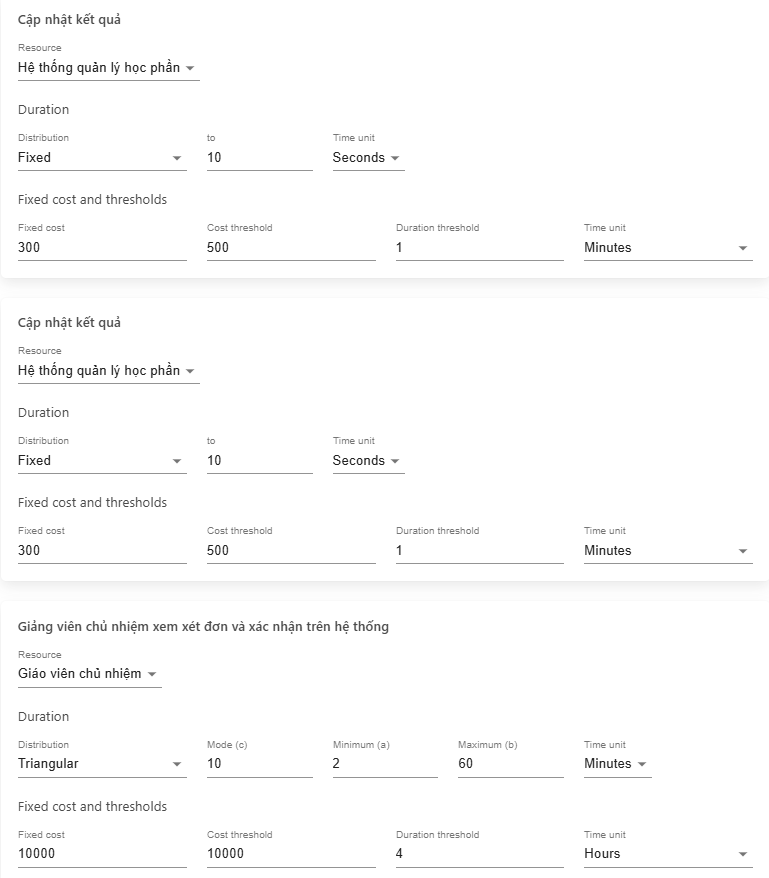 Cập nhật kết quả
Resource
Hệ thống quản lý học phần
Duration
Distribution to Time unit
Fixed 10 Seconds
Fixed cost and thresholds
Fixed cost Cost threshold Duration threshold Time unit
300 500 1 Minutes
Cập nhật kết quả
Resource
Hệ thống quản lý học phần
Duration
Distribution to Time unit
Fixed 10 Seconds
Fixed cost and thresholds
Fixed cost Cost threshold Duration threshold Time unit
300 500 1 Minutes
Giảng viên chủ nhiệm xem xét đơn và xác nhận trên hệ thống
Resource
Giáo viên chủ nhiệm
Duration
Distribution Mode (c) Minimum (a) Maximum (b) Time unit
Triangular 10 2 60 Minutes
Fixed cost and thresholds
Fixed cost Cost threshold Duration threshold Time unit
10000 10000 4 Hours